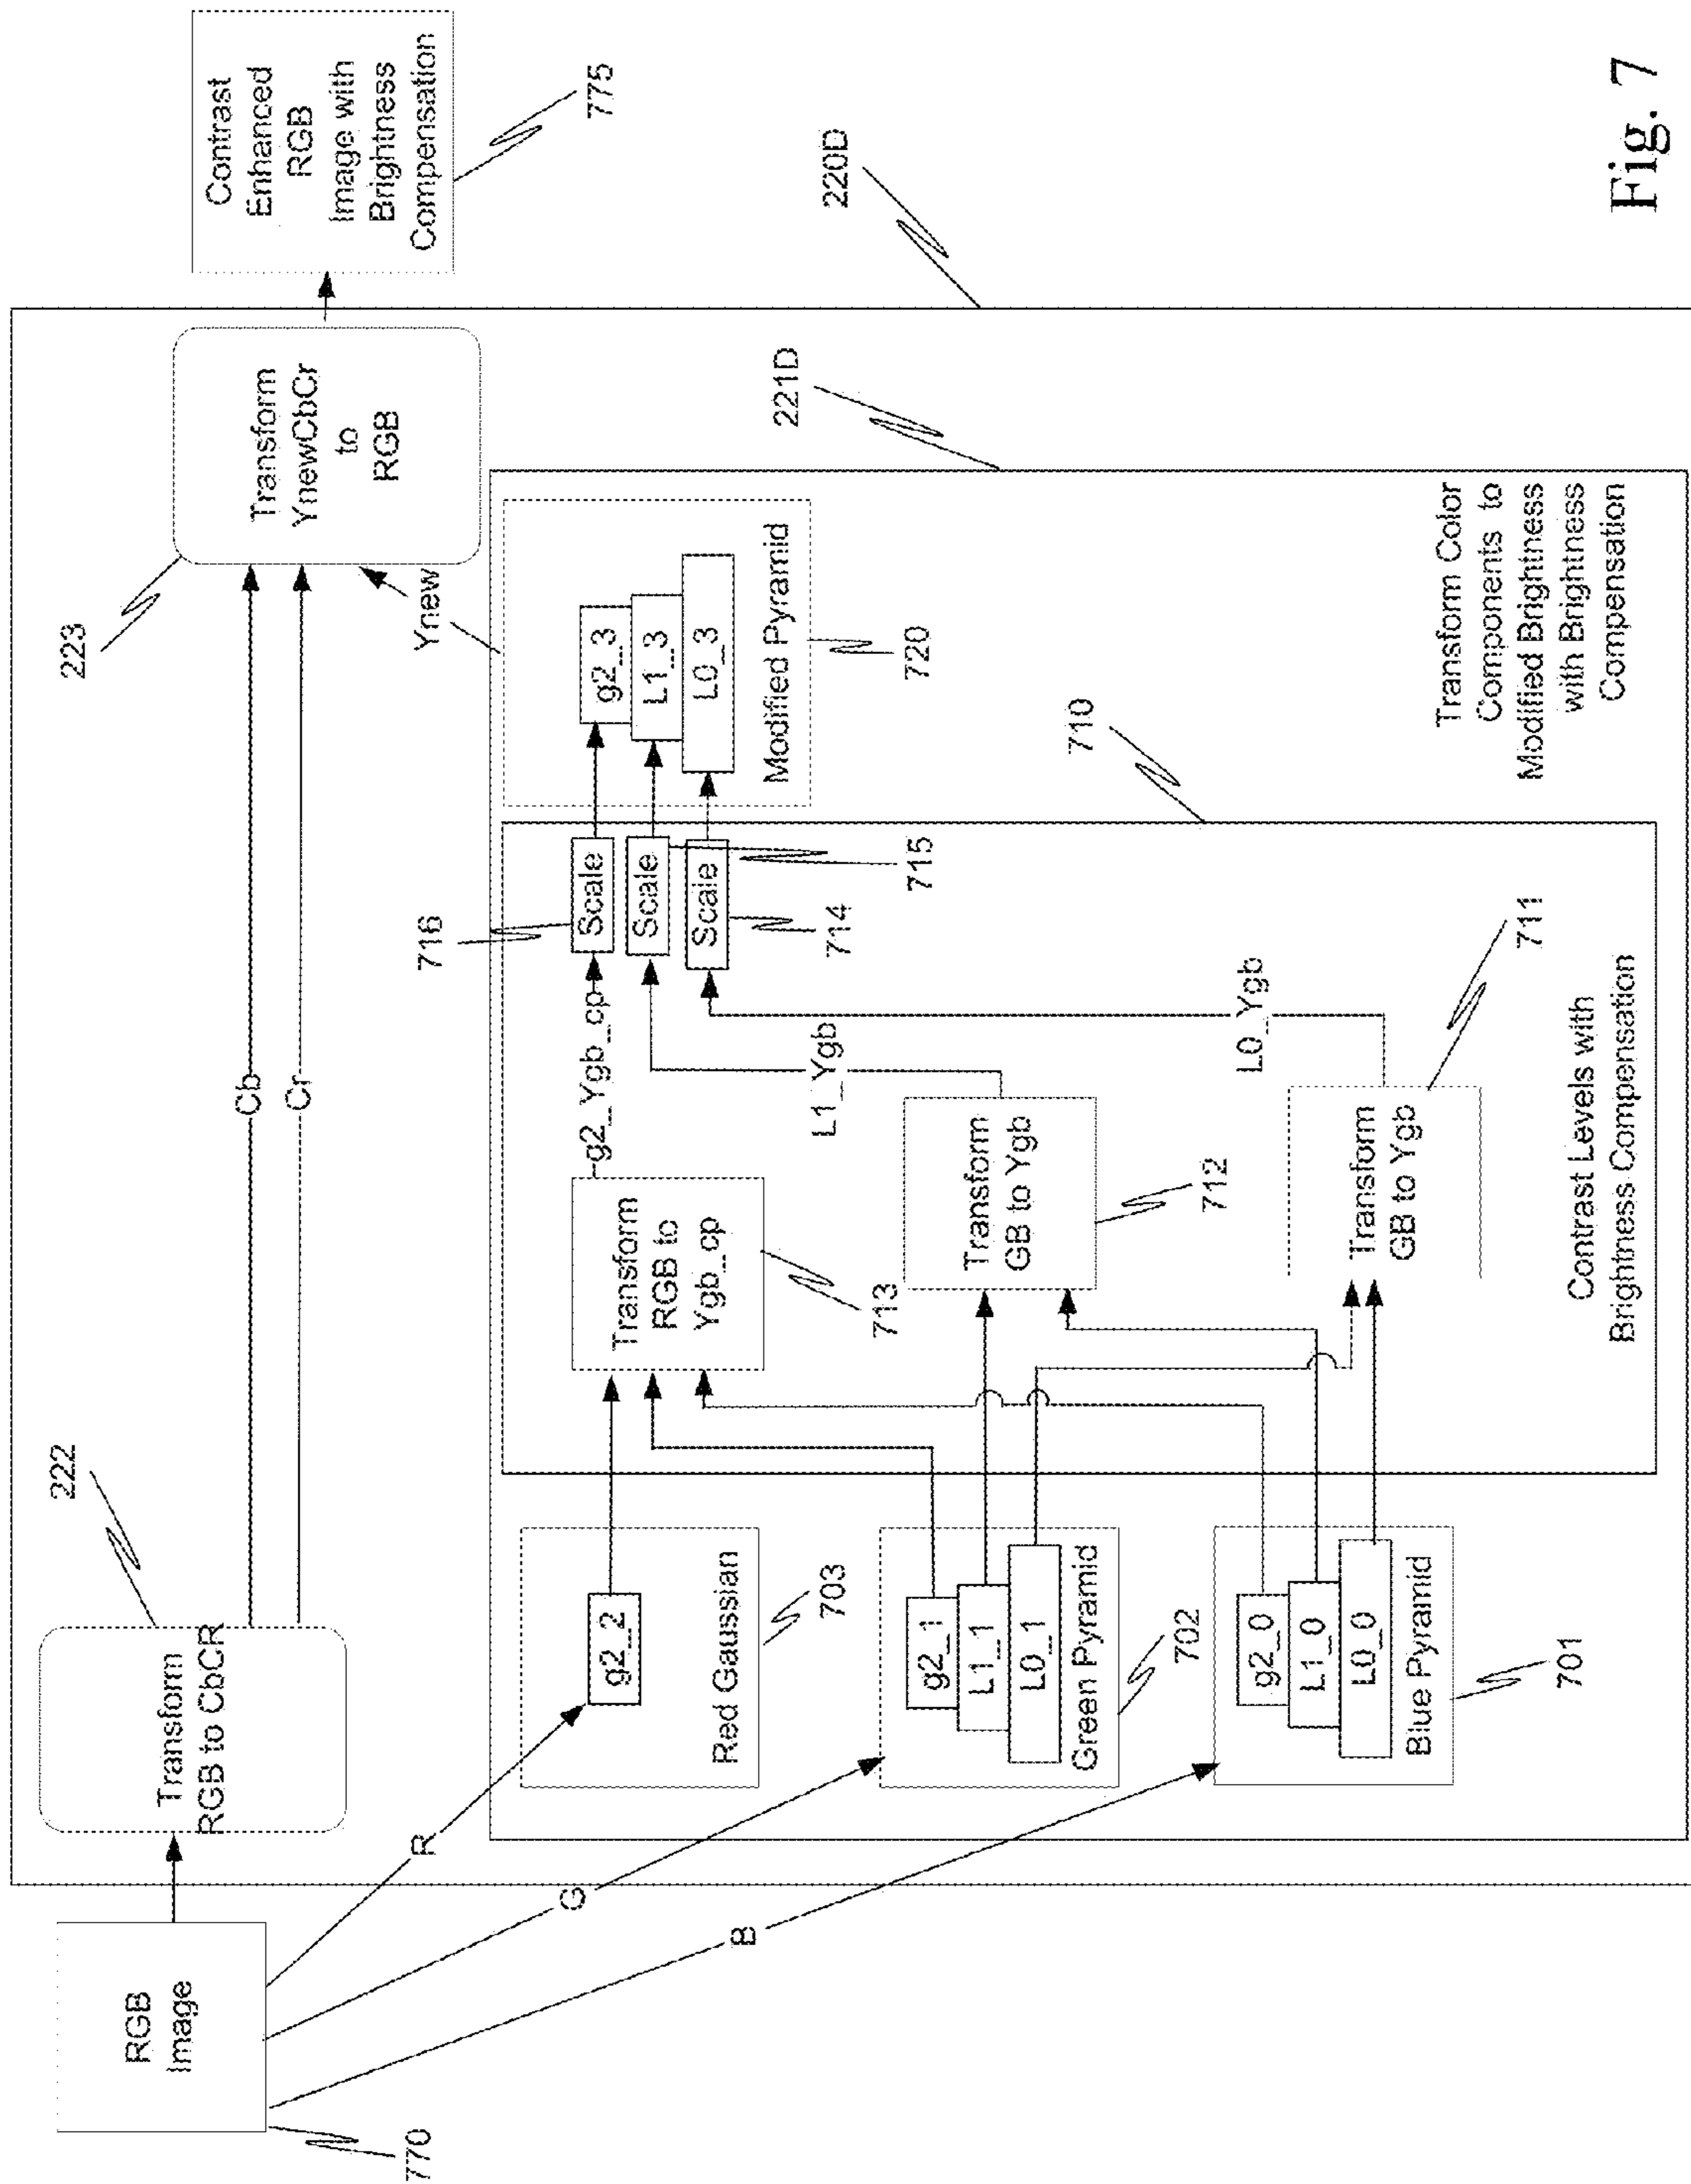 RGB
Image
770
Transform
RGB to CbCR
222
Cb
Cr
Transform
YnewCbCr
to
RGB
223
Contrast
Enhanced
RGB
Image with
Brightness
Compensation
775
R
G
B
Ynew
g2_2
Red Gaussian
703
g2_1
L1_1
L0_1
Green Pyramid
702
g2_0
L1_0
L0_0
Blue Pyramid
701
Transform
RGB to
Ygb_cp
713
g2_Ygb_cp
Transform
GB to Ygb
712
L1_Ygb
Transform
GB to Ygb
711
L0_Ygb
Scale
716
Scale
715
Scale
714
Contrast Levels with
Brightness Compensation
710
g2_3
L1_3
L0_3
Modified Pyramid
720
Transform Color
Components to
Modified Brightness
with Brightness
Compensation
221D
220D
Fig. 7